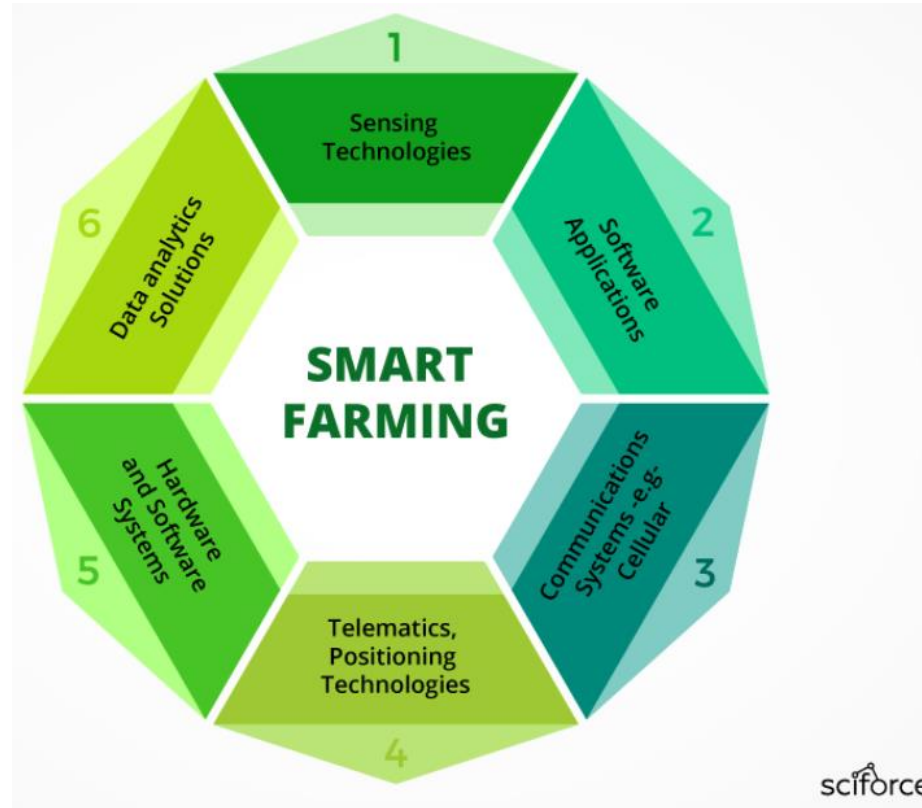 1
Sensing
Technologies
2
Software
Applications
3
Communications
Systems -e.g-
Cellular
4
Telematics,
Positioning
Technologies
5
Hardware
and Software
Systems
6
Data analytics
Solutions
SMART
FARMING
sciforce